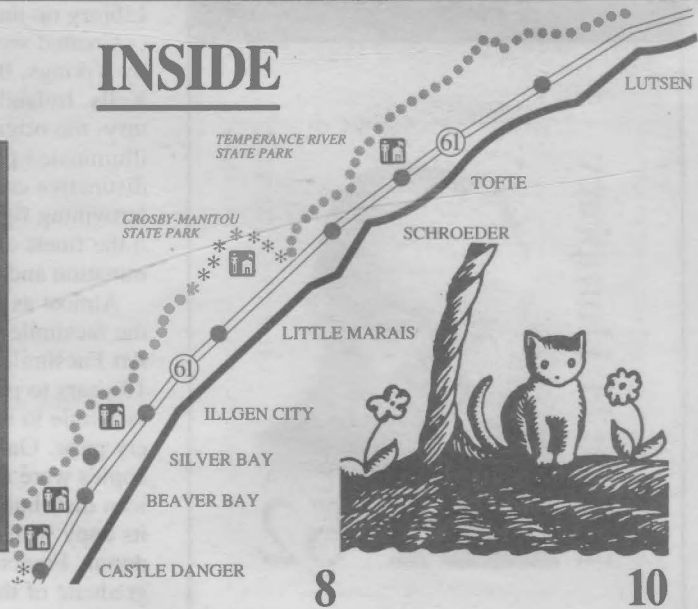 INSIDE
LUTSEN
TEMPERANCE RIVER
STATE PARK
61
TOFTE
CROSBY-MANITOU
STATE PARK
SCHROEDER
LITTLE MARAIS
61
ILLGEN CITY
SILVER BAY
BEAVER BAY
CASTLE DANGER
8
10